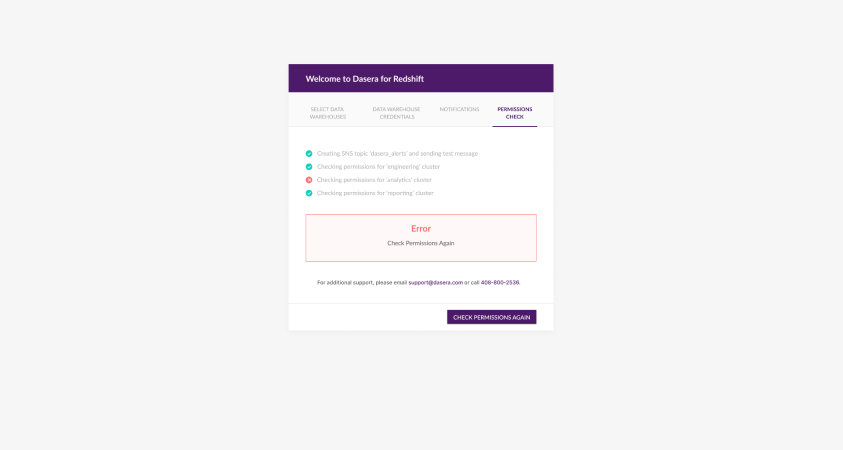 Welcome to Dasera for Redshift
SELECT DATA
WAREHOUSES
DATA WAREHOUSE
CREDENTIALS
NOTIFICATIONS
PERMISSIONS
CHECK
Creating SNS topic 'dasera_alerts' and sending test message
Checking permissions for 'engineering' cluster
Checking permissions for 'analytics' cluster
Checking permissions for 'reporting' cluster
Error
Check Permissions Again
For additional support, please email support@dasera.com or call 408-800-2536.
CHECK PERMISSIONS AGAIN